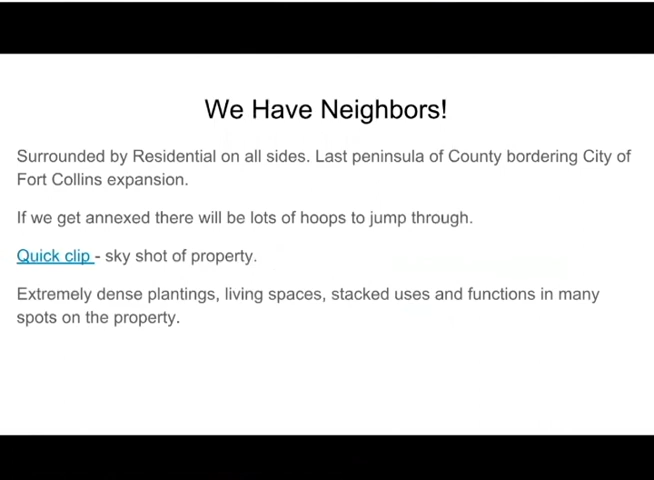 We Have Neighbors!
Surrounded by Residential on all sides. Last peninsula of County bordering City of
Fort Collins expansion.
If we get annexed there will be lots of hoops to jump through.
Quick clip - sky shot of property.
Extremely dense plantings, living spaces, stacked uses and functions in many
spots on the property.